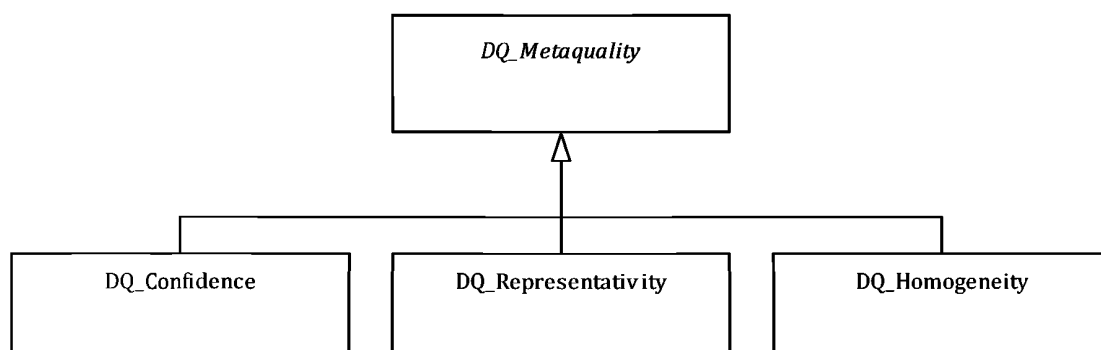 DQ_Metaquality
DQ_Confidence
DQ_Representativity
DQ_Homogeneity